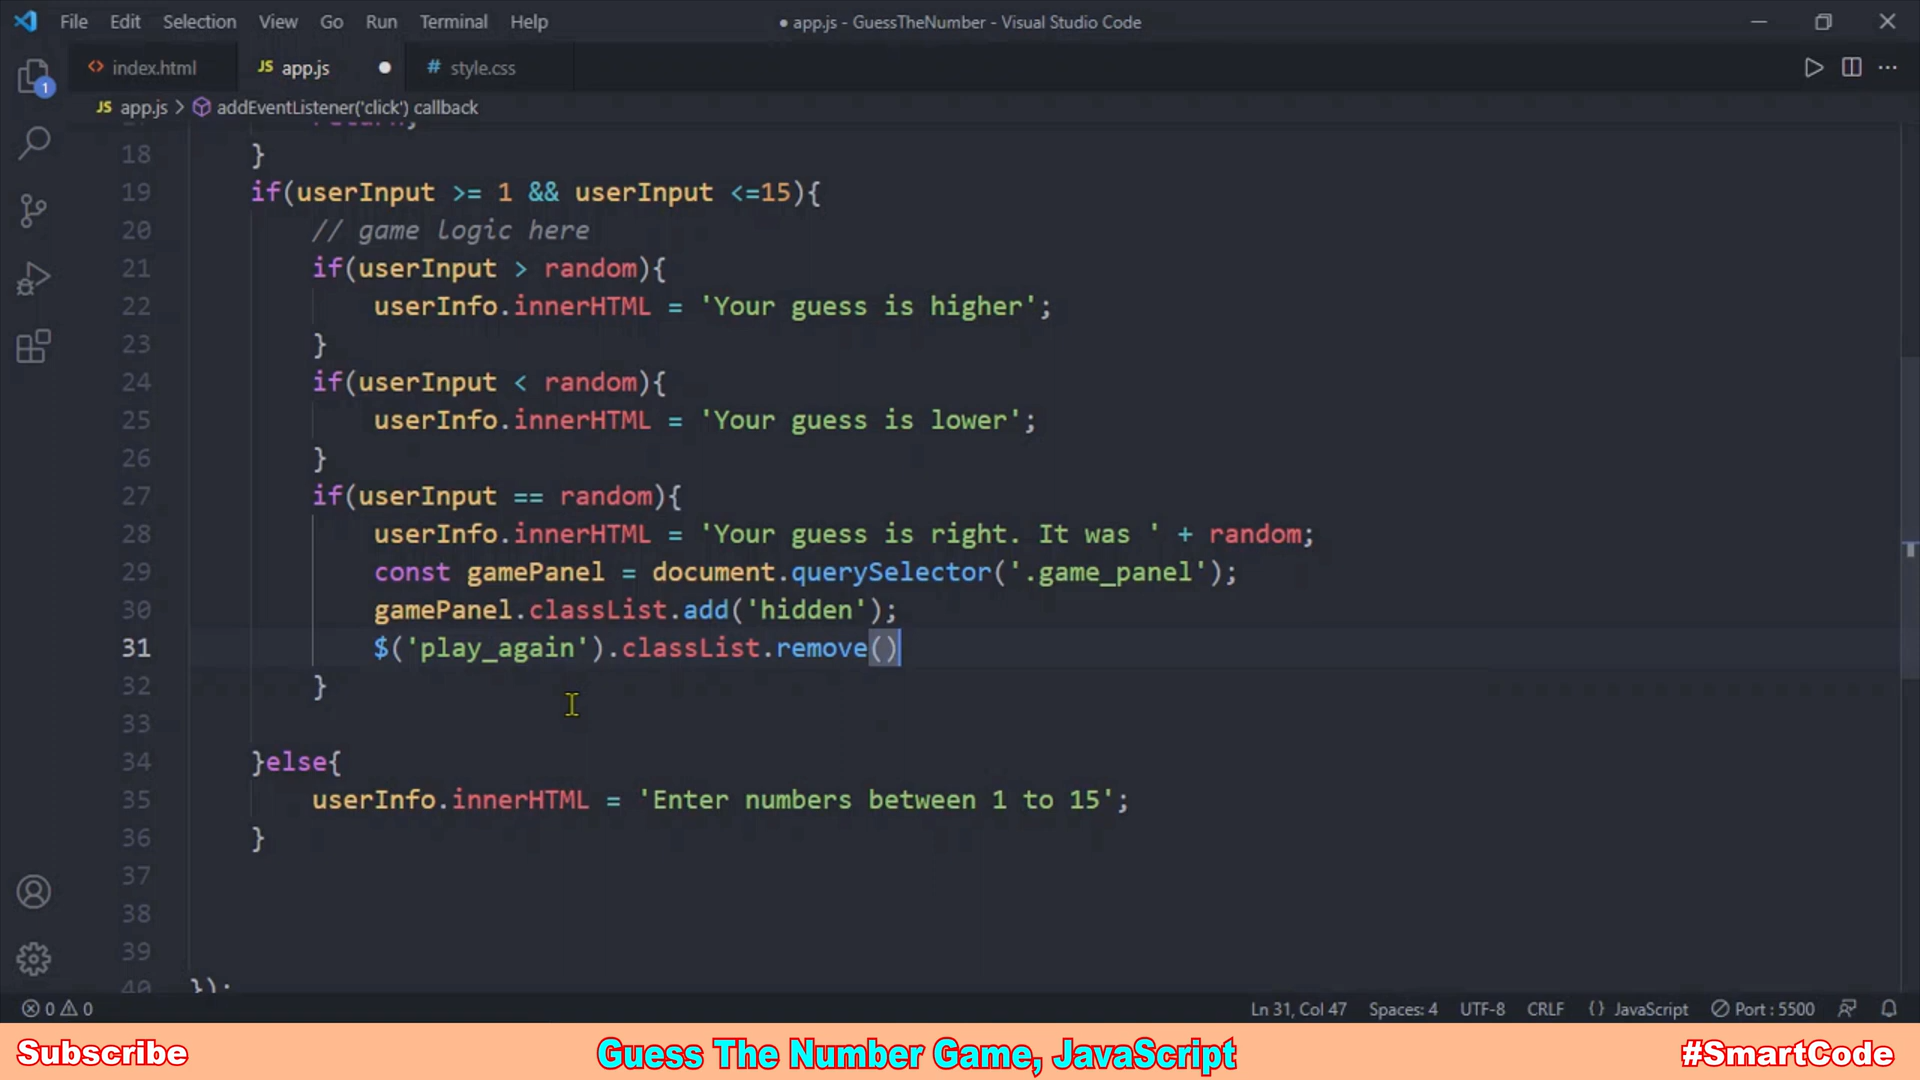 File Edit Selection View Go Run Terminal Help
● app.js - GuessTheNumber - Visual Studio Code
index.html
JS app.js
# style.css
JS app.js > addEventListener('click') callback
18 }
19 if(userInput >= 1 && userInput <=15){
20 // game logic here
21 if(userInput > random){
22 userInfo.innerHTML = 'Your guess is higher';
23 }
24 if(userInput < random){
25 userInfo.innerHTML = 'Your guess is lower';
26 }
27 if(userInput == random){
28 userInfo.innerHTML = 'Your guess is right. It was ' + random;
29 const gamePanel = document.querySelector('.game_panel');
30 gamePanel.classList.add('hidden');
31 $('play_again').classList.remove()
32 }
33
34 }else{
35 userInfo.innerHTML = 'Enter numbers between 1 to 15';
36 }
37
38
39
40 });
1
0 0
Ln 31, Col 47 Spaces: 4 UTF-8 CRLF {} JavaScript Port : 5500
Subscribe
Guess The Number Game, JavaScript
#SmartCode